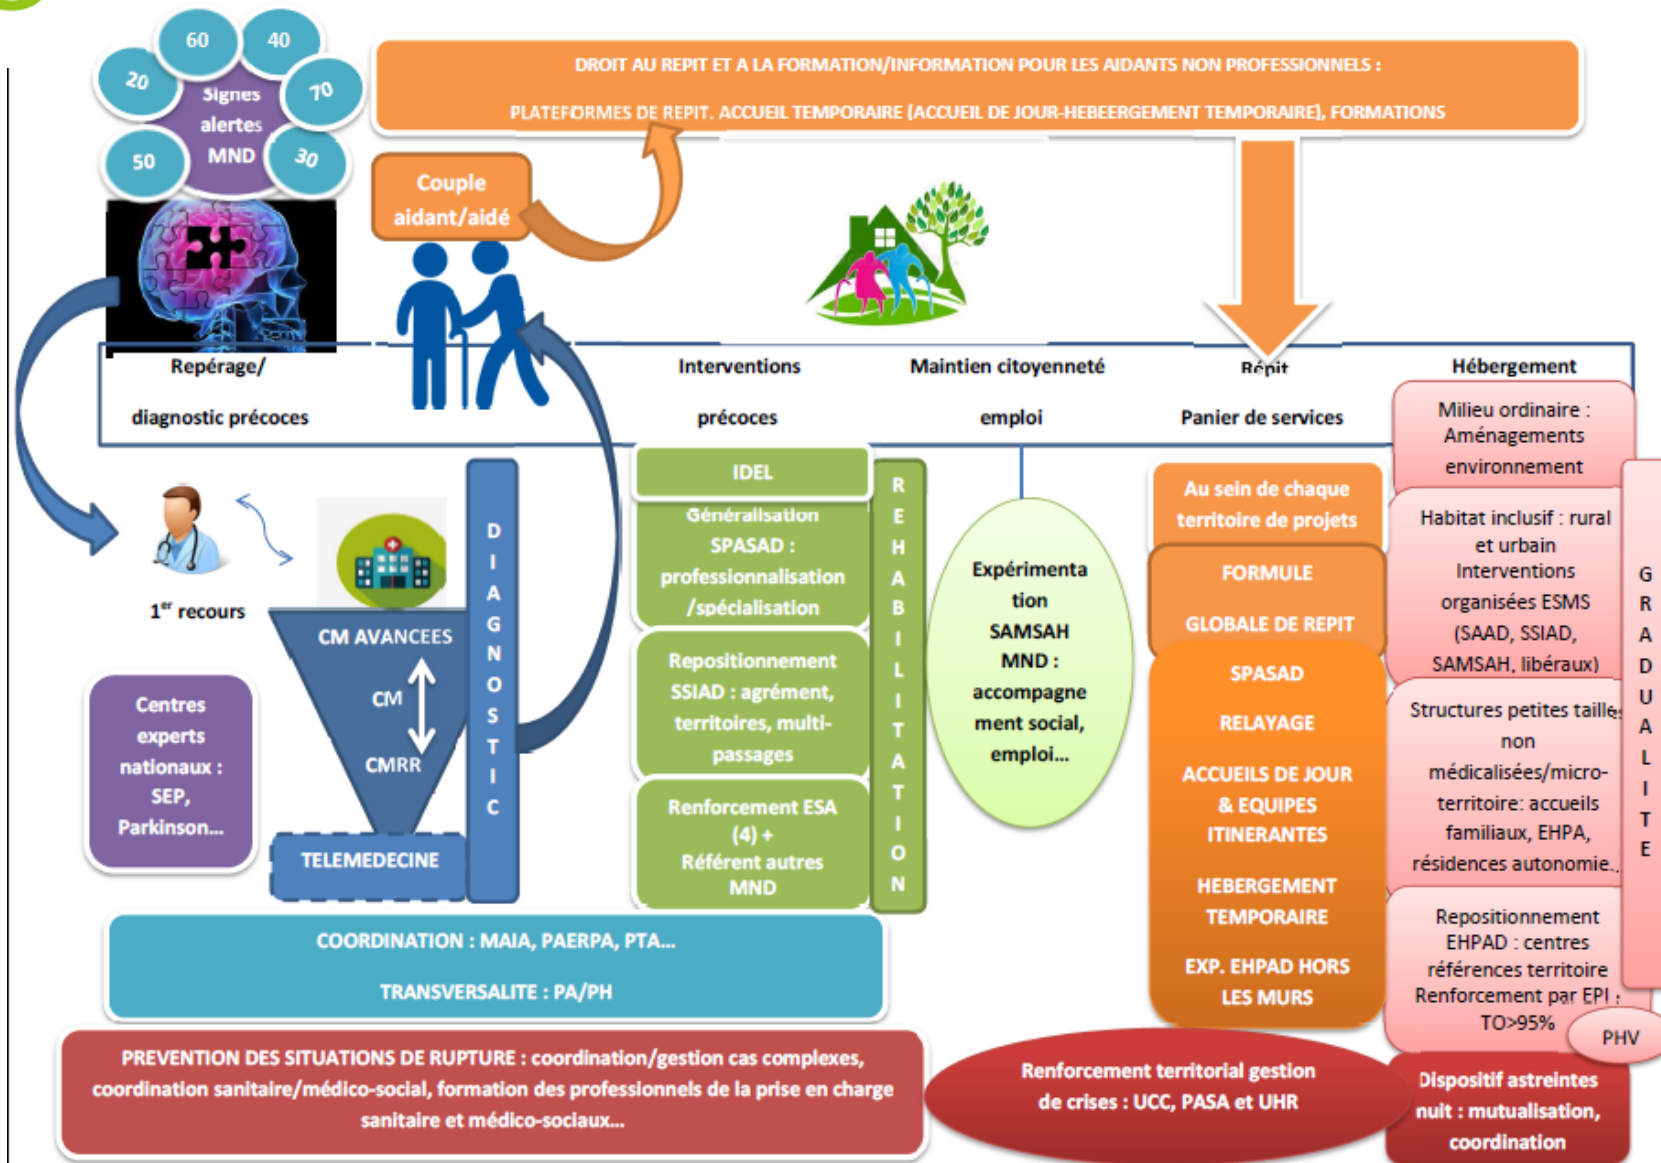 60
40
20
70
Signes
alertes
MND
50
30
DROIT AU REPIT ET A LA FORMATION/INFORMATION POUR LES AIDANTS NON PROFESSIONNELS :
PLATEFORMES DE REPIT. ACCUEIL TEMPORAIRE (ACCUEIL DE JOUR-HEBEERGEMENT TEMPORAIRE), FORMATIONS
Couple
aidant/aidé
Repérage/
diagnostic précoces
Interventions
précoces
Maintien citoyenneté
emploi
Répit
Panier de services
Hébergement
1er recours
CM AVANCEES
CM
CMRR
TELEMEDECINE
DIAGNOSTIC
Centres
experts
nationaux :
SEP,
Parkinson...
IDEL
Généralisation
SPASAD :
professionnalisation
/spécialisation
Repositionnement
SSIAD : agrément,
territoires, multi-
passages
Renforcement ESA
(4) +
Référent autres
MND
REHABILITATION
Expérimenta
tion
SAMSAH
MND :
accompagne
ment social,
emploi...
Au sein de chaque
territoire de projets
FORMULE
GLOBALE DE REPIT
SPASAD
RELAYAGE
ACCUEILS DE JOUR
& EQUIPES
ITINERANTES
HEBERGEMENT
TEMPORAIRE
EXP. EHPAD HORS
LES MURS
Milieu ordinaire :
Aménagements
environnement
Habitat inclusif : rural
et urbain
Interventions
organisées ESMS
(SAAD, SSIAD,
SAMSAH, libéraux)
Structures petites tailles
non
médicalisées/micro-
territoire: accueils
familiaux, EHPA,
résidences autonomie...
Repositionnement
EHPAD : centres
références territoire
Renforcement par EPI :
TO>95%
PHV
GRADUALITE
COORDINATION : MAIA, PAERPA, PTA...
TRANSVERSALITE : PA/PH
PREVENTION DES SITUATIONS DE RUPTURE : coordination/gestion cas complexes,
coordination sanitaire/médico-social, formation des professionnels de la prise en charge
sanitaire et médico-sociaux...
Renforcement territorial gestion
de crises : UCC, PASA et UHR
Dispositif astreintes
nuit : mutualisation,
coordination